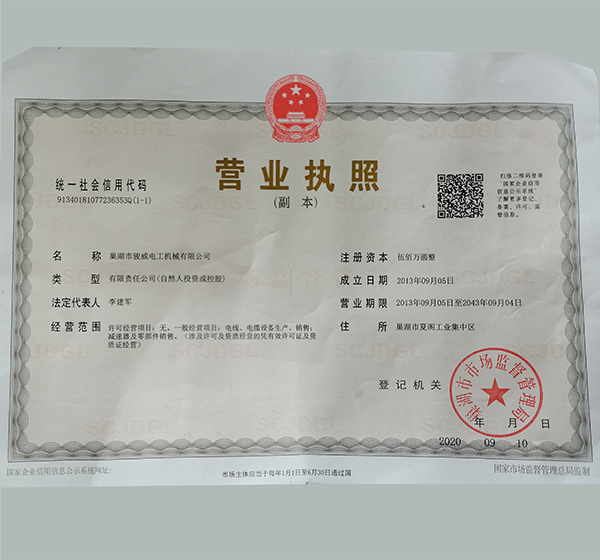 营业执照
(副 本)
统一社会信用代码
91340181077236353Q(1-1)
扫描二维码登录
"国家企业信用
信息公示系统"
了解更多登记、
备案、许可、监
管信息。
名 称 巢湖市骏威电工机械有限公司
类 型 有限责任公司(自然人投资或控股)
法定代表人 李建军
经营范围 许可经营项目：无。一般经营项目：电线、电缆设备生产、销售；
减速器及零部件销售。（涉及许可及资质经营的凭有效许可证及资
质证经营）
注册资本 伍佰万圆整
成立日期 2013年09月05日
营业期限 2013年09月05日至2043年09月04日
住 所 巢湖市夏阁工业集中区
登记机关
巢湖市市场监督管理局
年 月 日
2020 09 10
国家企业信用信息公示系统网址：
市场主体应当于每年1月1日至6月30日通过国
国家市场监督管理总局监制
SCJDGL